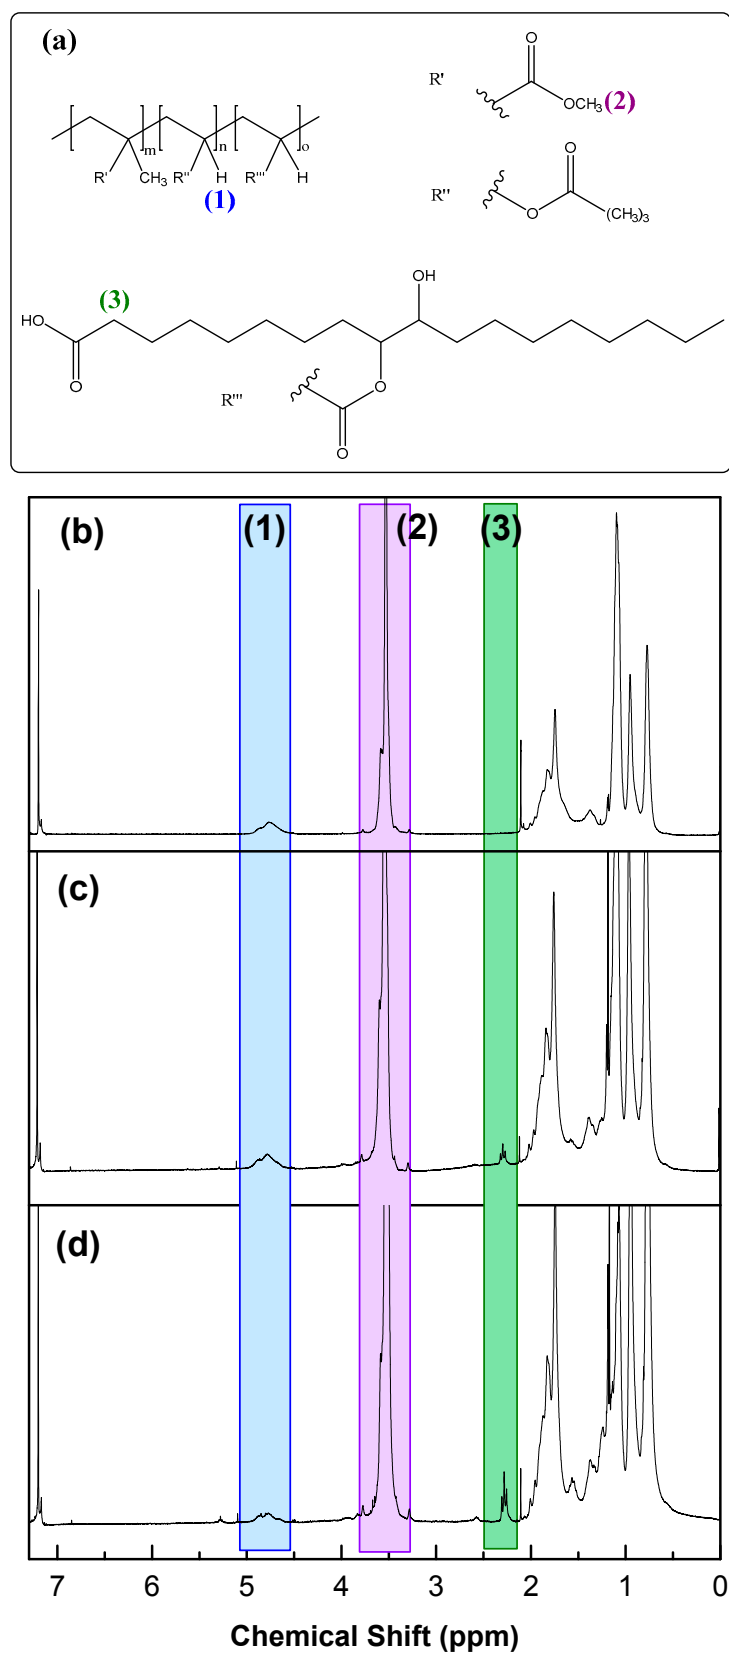 (a)
R'
O
OCH3
(2)
m
n
o
R'
CH3
R''
H
R'''
H
(1)
R''
O
O
(CH3)3
(3)
OH
HO
O
R'''
O
O
(b)
(1)
(2)
(3)
(c)
(d)
7 6 5 4 3 2 1 0
Chemical Shift (ppm)